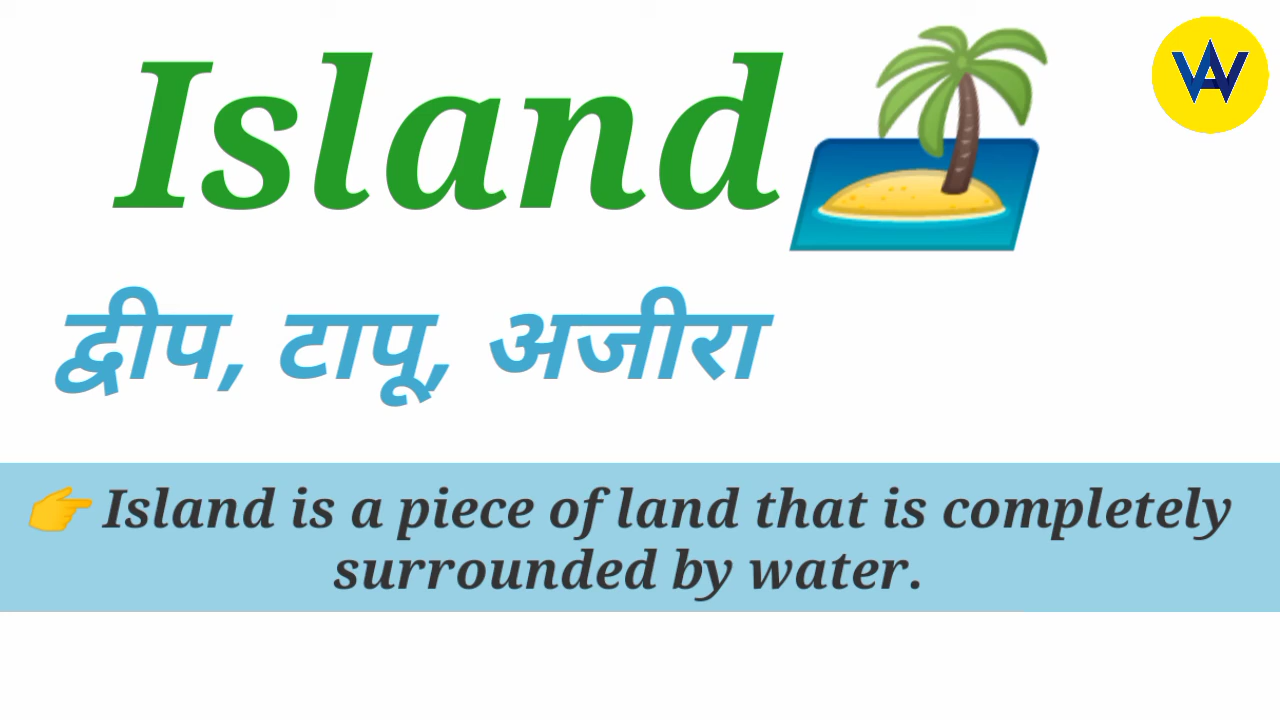 Island
द्वीप, टापू, अजीरा
Island is a piece of land that is completely
surrounded by water.